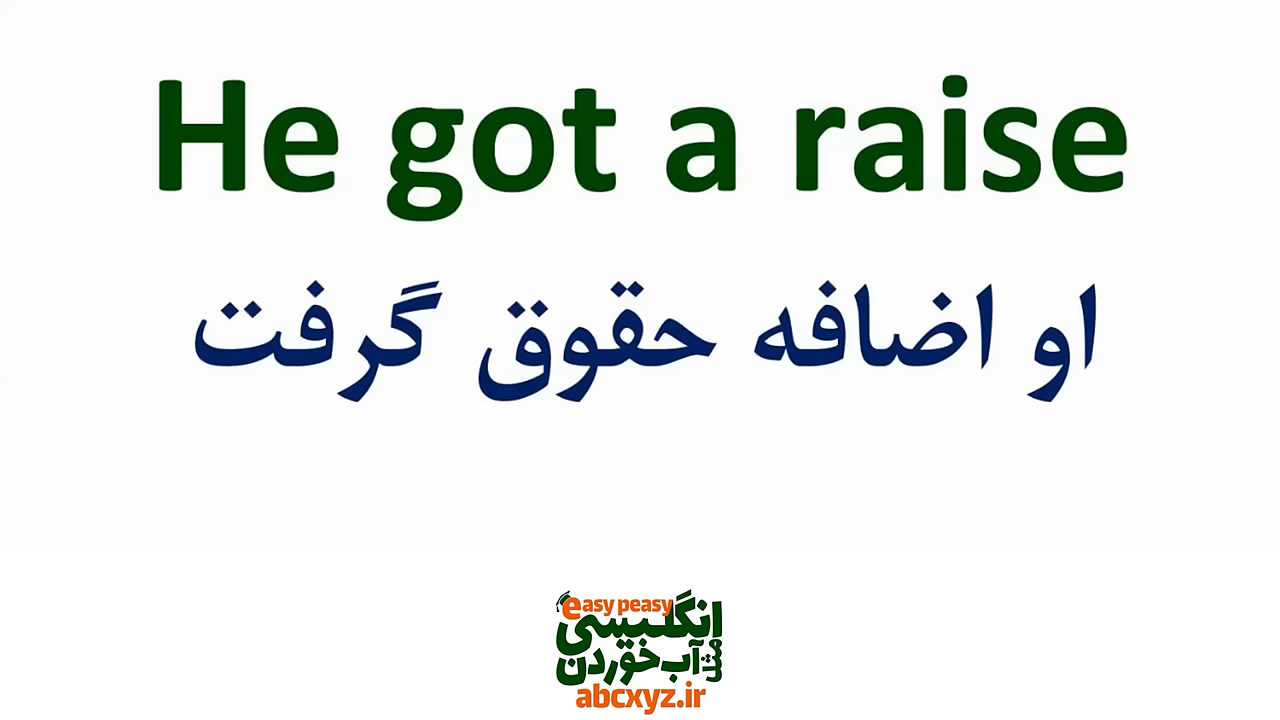 He got a raise
او اضافه حقوق گرفت
easy peasy
انگلیسی
مثل آب خوردن
abcxyz.ir